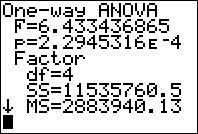 One-way ANOVA
F=6.433436865
p=2.2945316E-4
Factor
df=4
SS=11535760.5
↓ MS=2883940.13